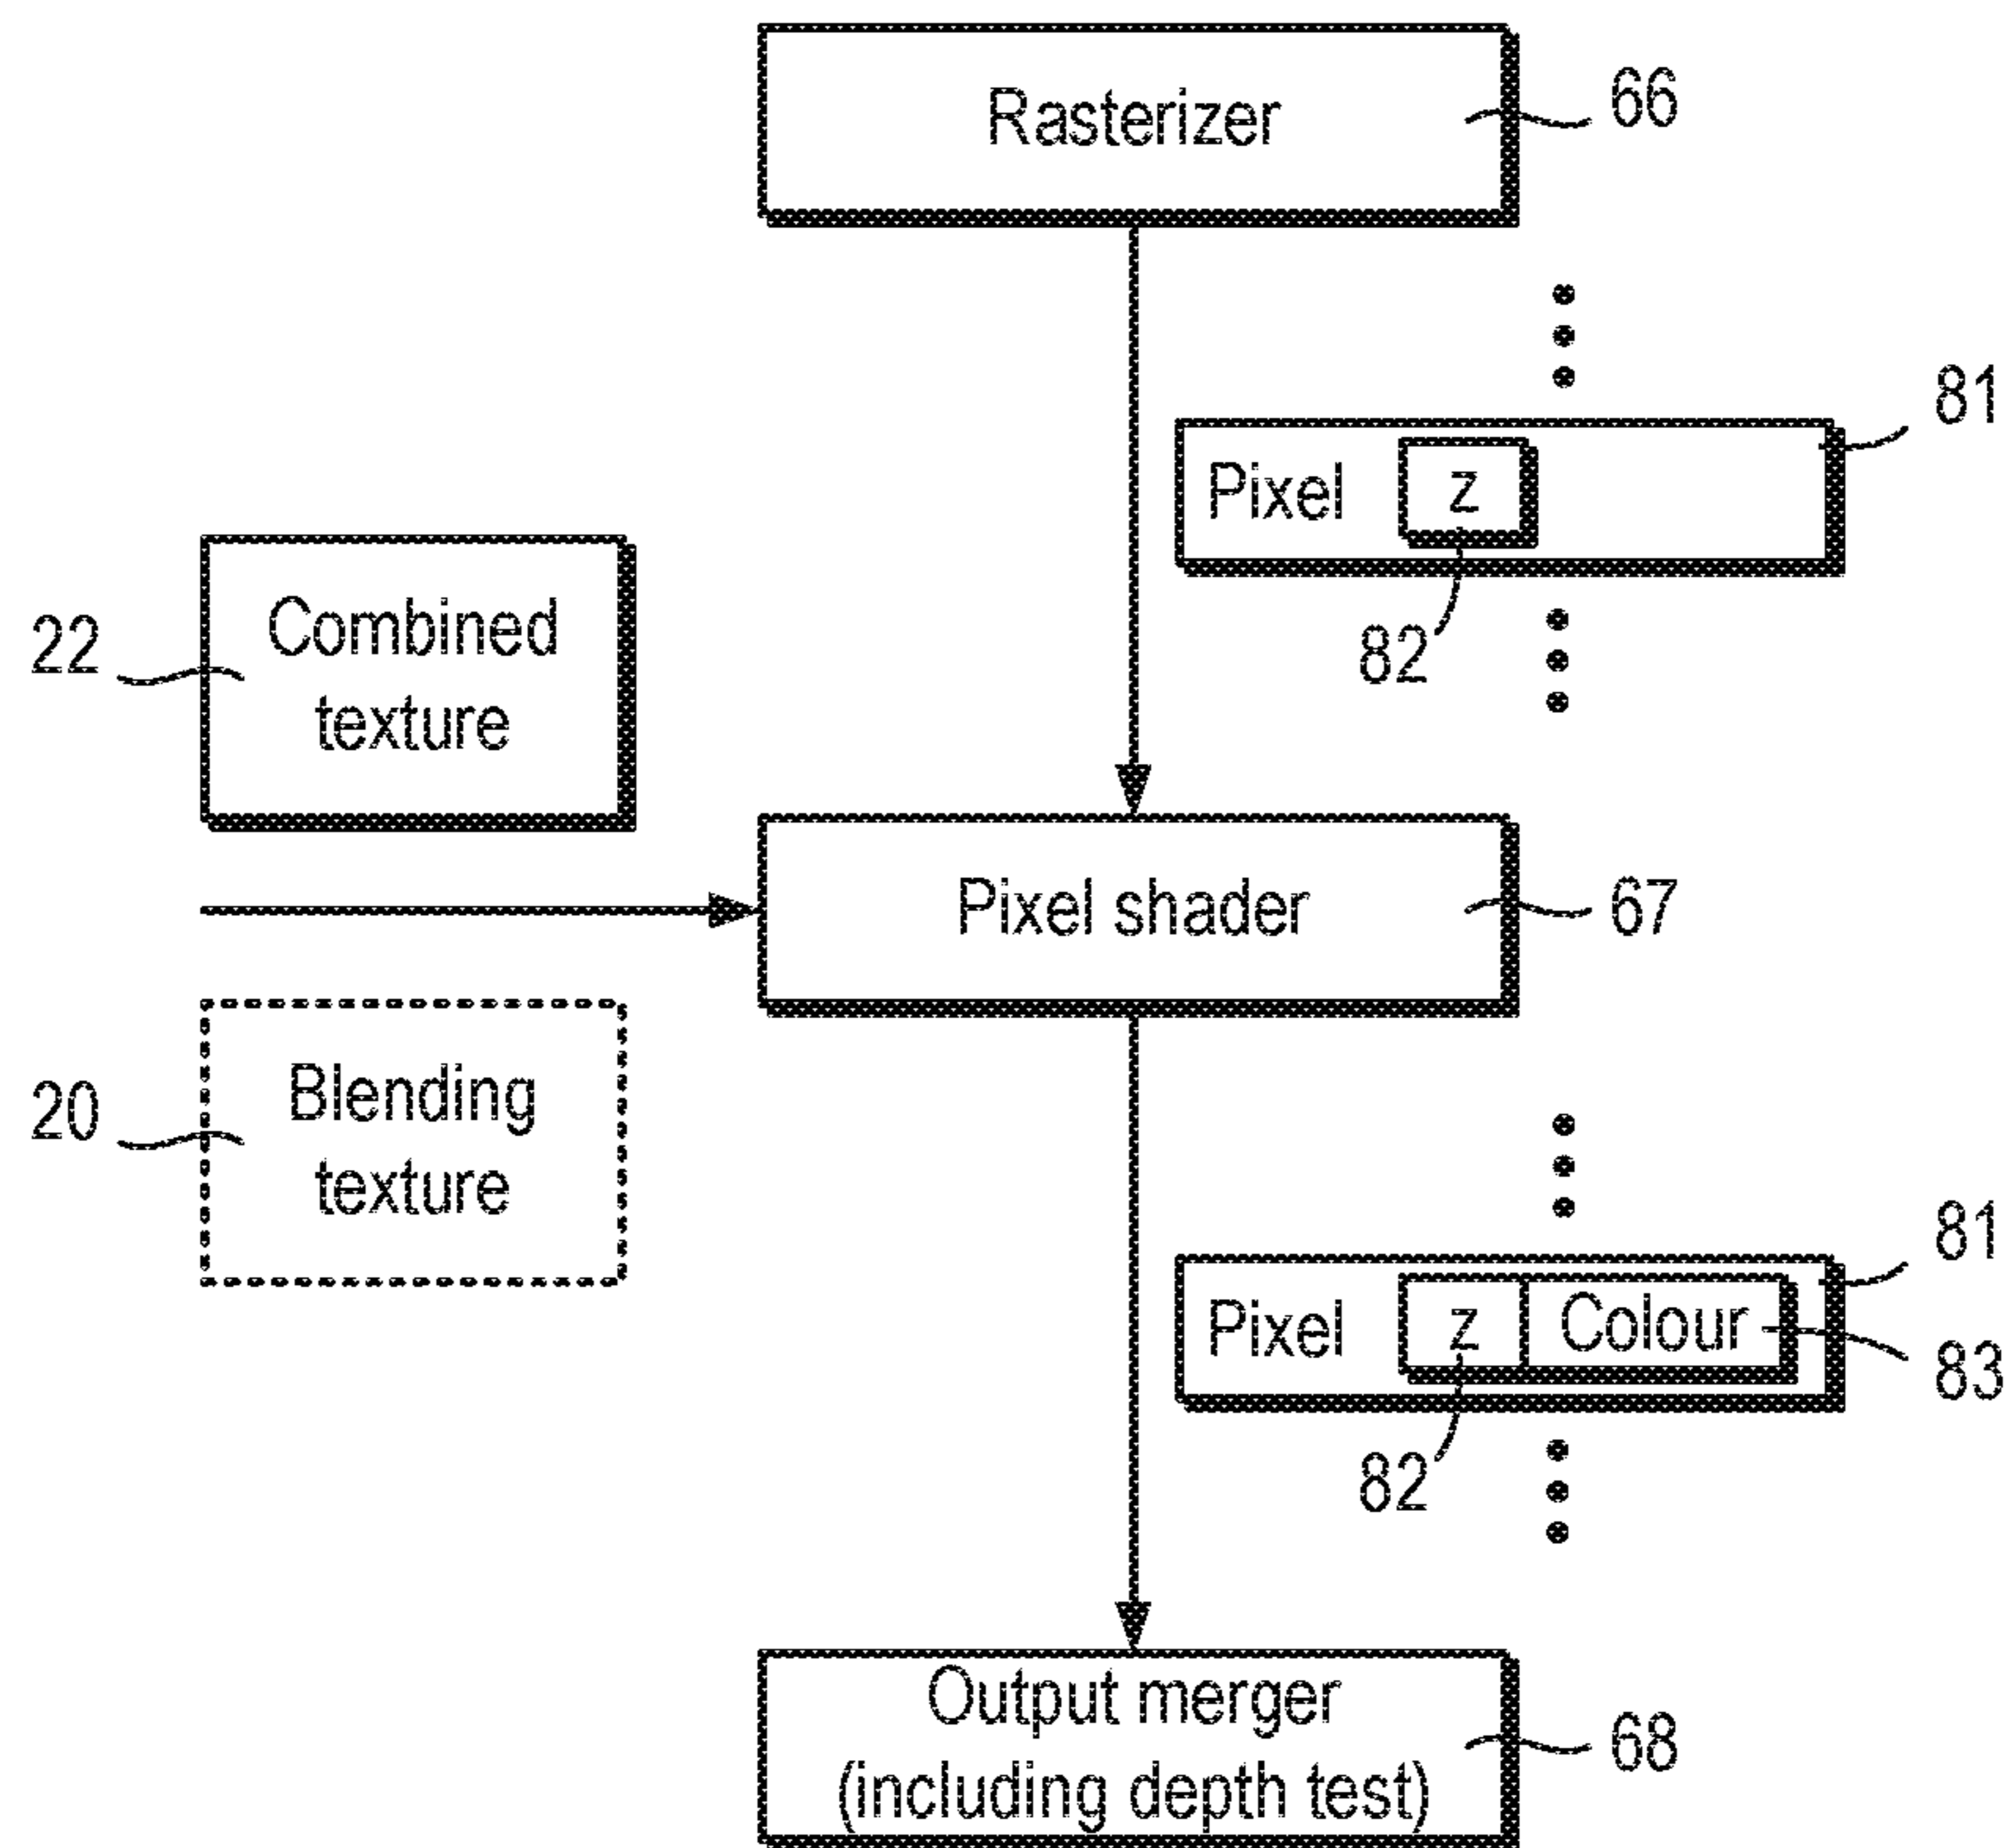 Rasterizer
66
81
Pixel z
82
22
Combined
texture
Pixel shader
67
20
Blending
texture
81
Pixel z Colour
83
82
Output merger
(including depth test)
68